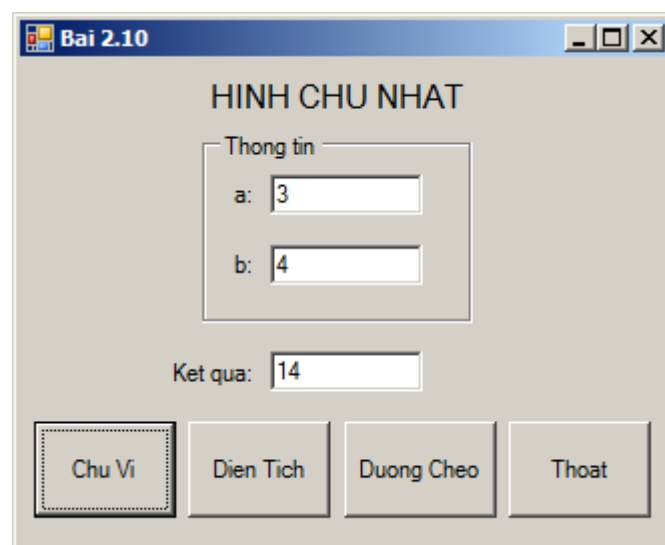 Bai 2.10
HINH CHU NHAT
Thong tin
a: 3
b: 4
Ket qua: 14
Chu Vi Dien Tich Duong Cheo Thoat